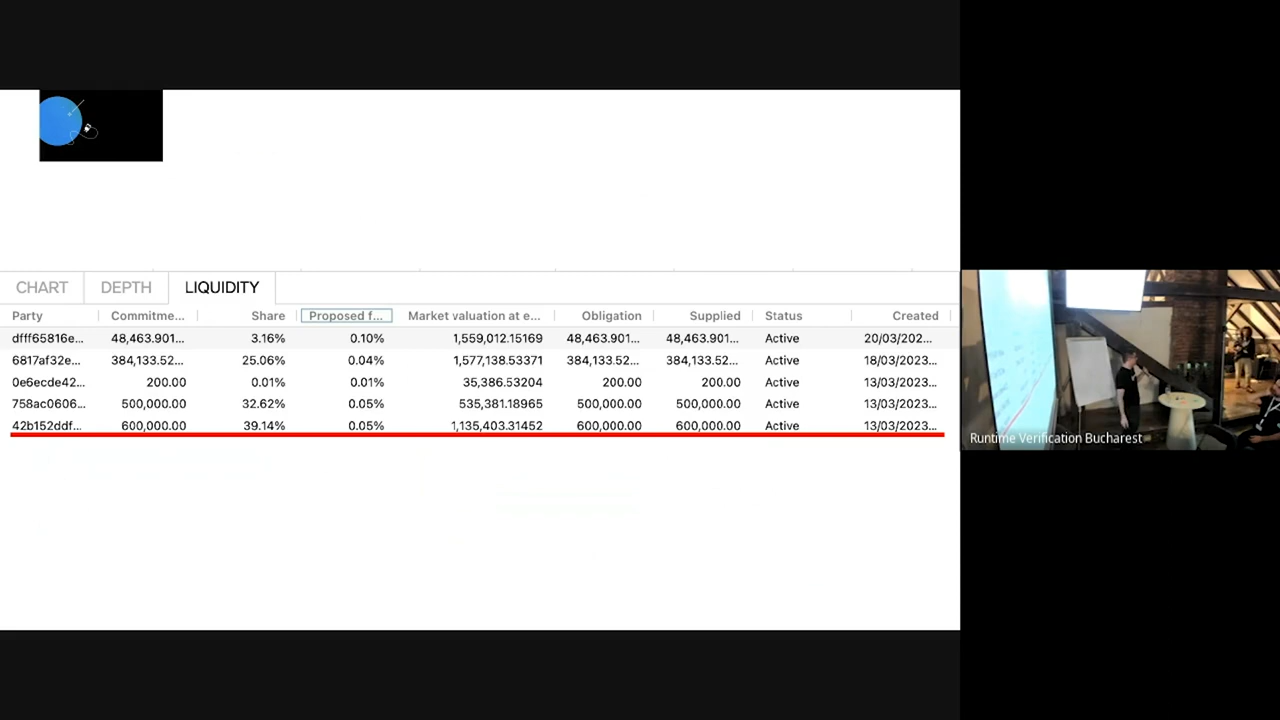 CHART DEPTH LIQUIDITY
Party Commitme... Share Proposed f... Market valuation at e... Obligation Supplied Status Created
dfff65816e... 48,463.901... 3.16% 0.10% 1,559,012.15169 48,463.901... 48,463.901... Active 20/03/202...
6817af32e... 384,133.52... 25.06% 0.04% 1,577,138.53371 384,133.52... 384,133.52... Active 18/03/2023...
0e6ecde42... 200.00 0.01% 0.01% 35,386.53204 200.00 200.00 Active 13/03/2023...
758ac0606... 500,000.00 32.62% 0.05% 535,381.18965 500,000.00 500,000.00 Active 13/03/2023...
42b152ddf... 600,000.00 39.14% 0.05% 1,135,403.31452 600,000.00 600,000.00 Active 13/03/2023...
Runtime Verification Bucharest